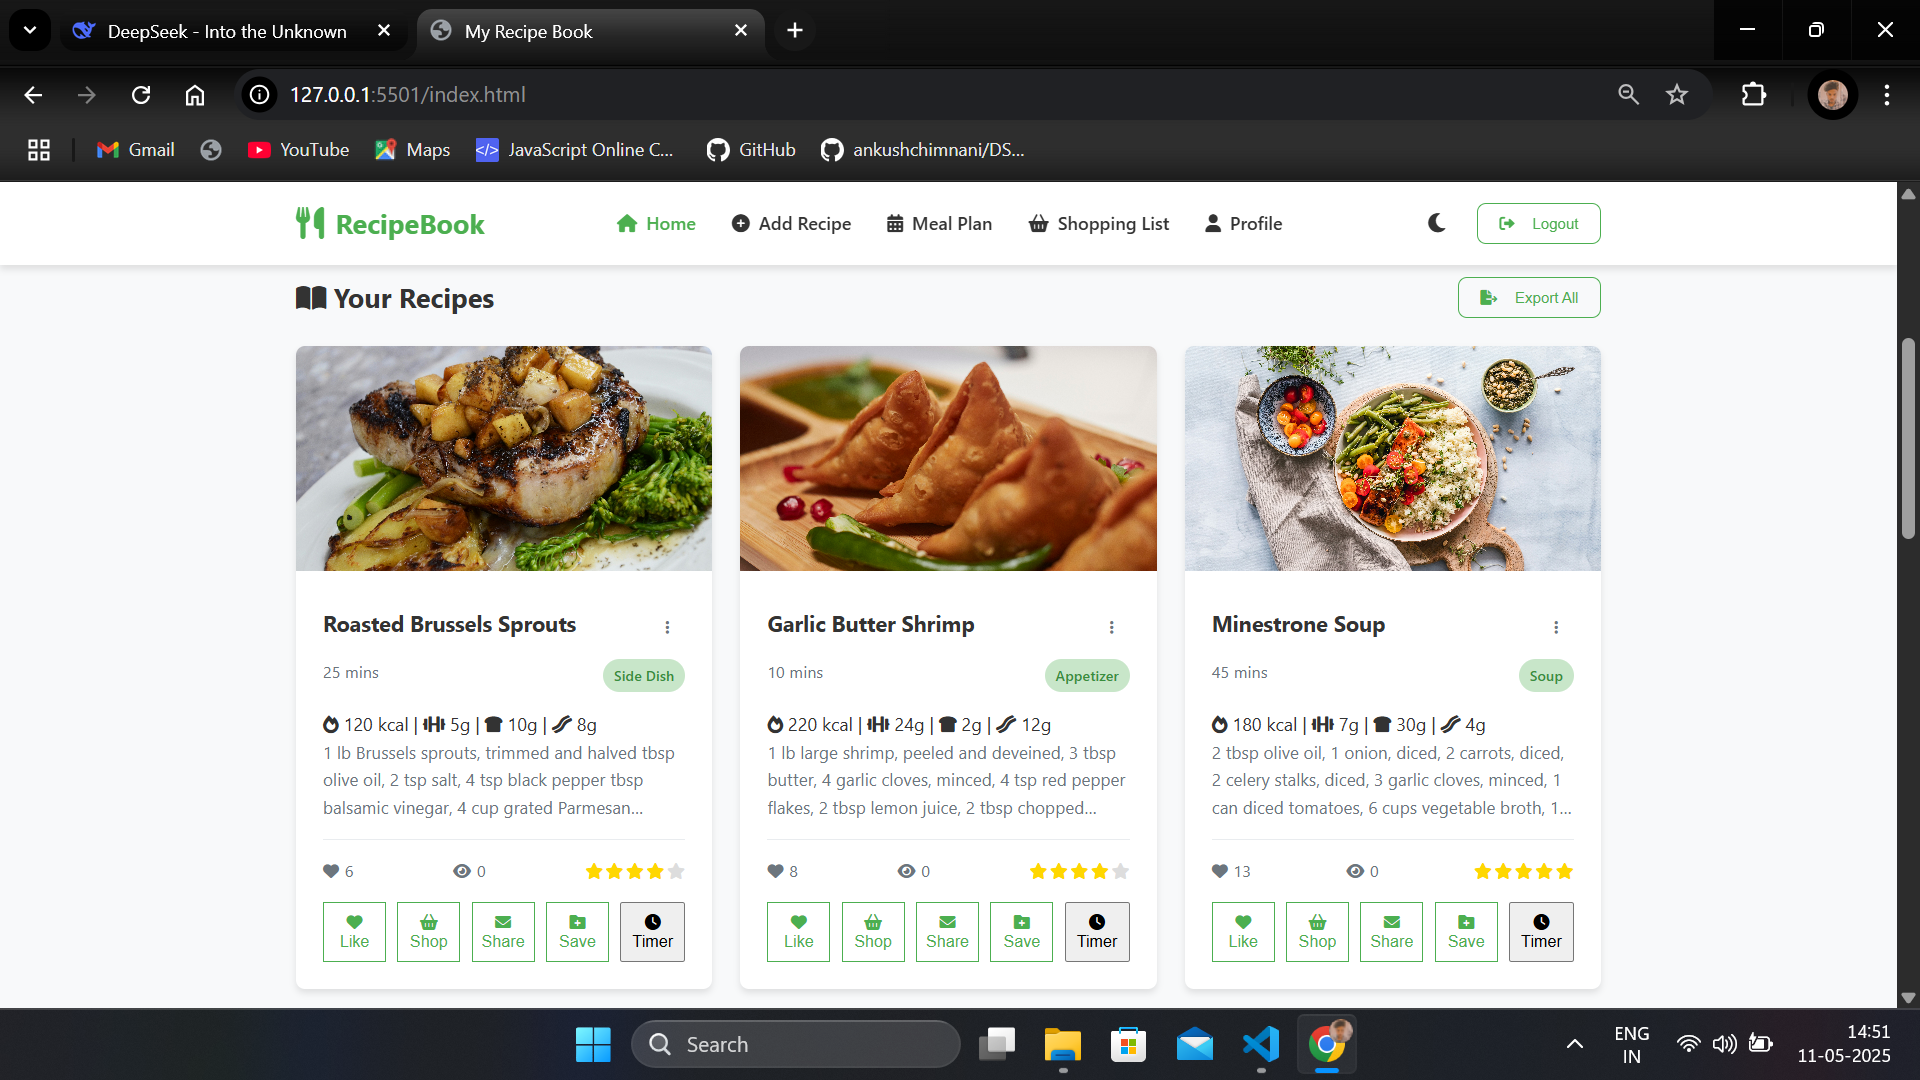 DeepSeek - Into the Unknown
My Recipe Book
127.0.0.1:5501/index.html
Gmail
YouTube
Maps
JavaScript Online C...
GitHub
ankushchimnani/DS...
RecipeBook
Home
Add Recipe
Meal Plan
Shopping List
Profile
Logout
Your Recipes
Export All
Roasted Brussels Sprouts
25 mins
Side Dish
120 kcal | 5g | 10g | 8g
1 lb Brussels sprouts, trimmed and halved tbsp
olive oil, 2 tsp salt, 4 tsp black pepper tbsp
balsamic vinegar, 4 cup grated Parmesan...
6
0
Like
Shop
Share
Save
Timer
Garlic Butter Shrimp
10 mins
Appetizer
220 kcal | 24g | 2g | 12g
1 lb large shrimp, peeled and deveined, 3 tbsp
butter, 4 garlic cloves, minced, 4 tsp red pepper
flakes, 2 tbsp lemon juice, 2 tbsp chopped...
8
0
Like
Shop
Share
Save
Timer
Minestrone Soup
45 mins
Soup
180 kcal | 7g | 30g | 4g
2 tbsp olive oil, 1 onion, diced, 2 carrots, diced,
2 celery stalks, diced, 3 garlic cloves, minced, 1
can diced tomatoes, 6 cups vegetable broth, 1...
13
0
Like
Shop
Share
Save
Timer
Search
ENG
IN
14:51
11-05-2025